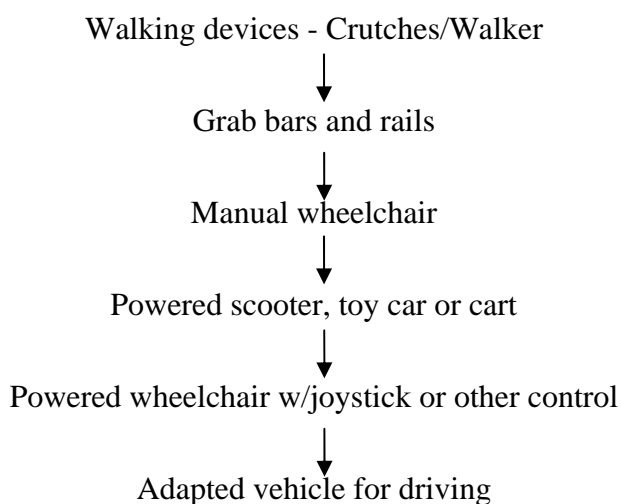 Walking devices - Crutches/Walker
Grab bars and rails
Manual wheelchair
Powered scooter, toy car or cart
Powered wheelchair w/joystick or other control
Adapted vehicle for driving